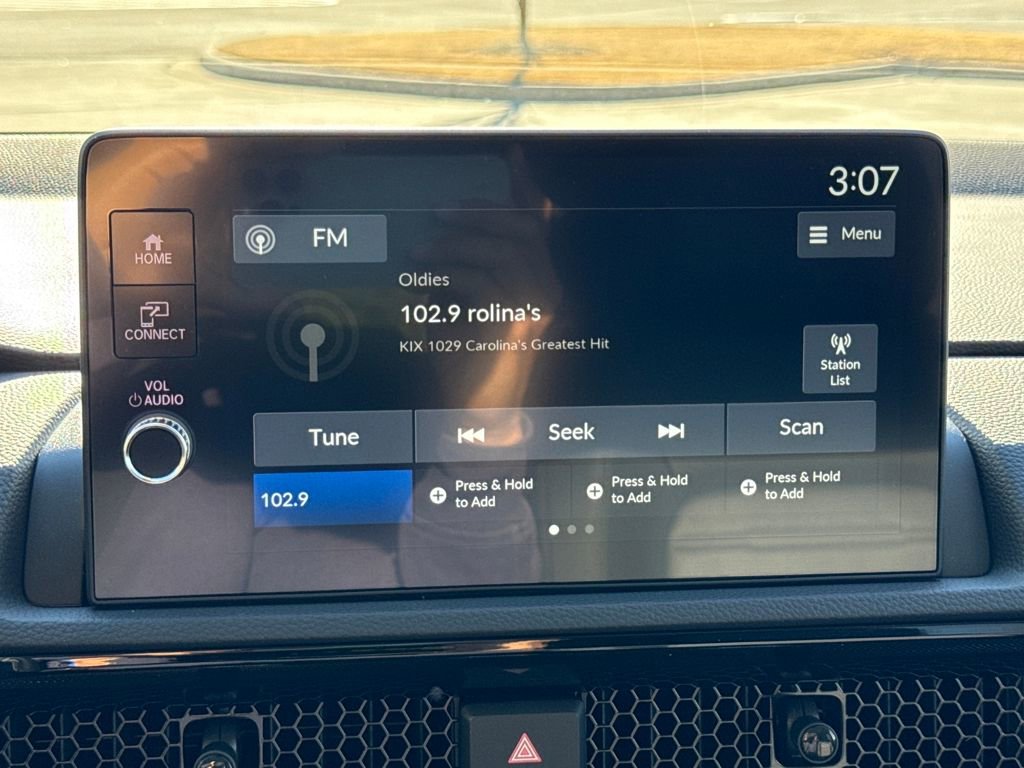 3:07
HOME
FM
Menu
Oldies
102.9 rolina's
KIX 1029 Carolina's Greatest Hit
CONNECT
Station
List
VOL
AUDIO
Tune
Seek
Scan
102.9
Press & Hold
to Add
Press & Hold
to Add
Press & Hold
to Add